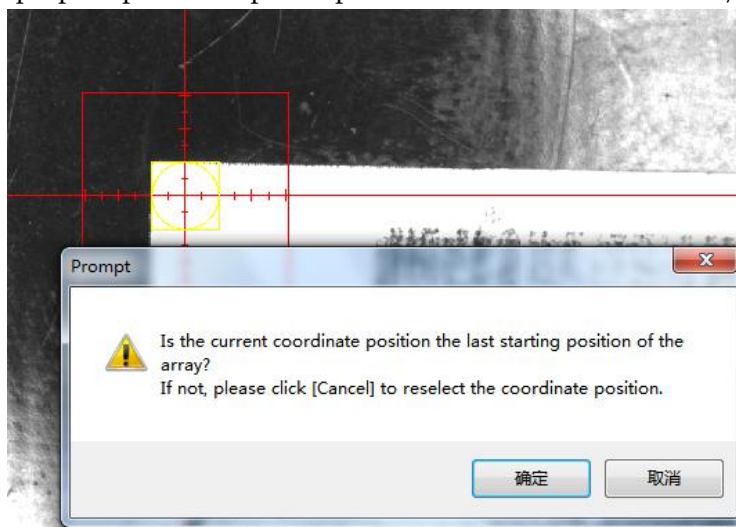 Prompt
Is the current coordinate position the last starting position of the
array?
If not, please click [Cancel] to reselect the coordinate position.
确定
取消